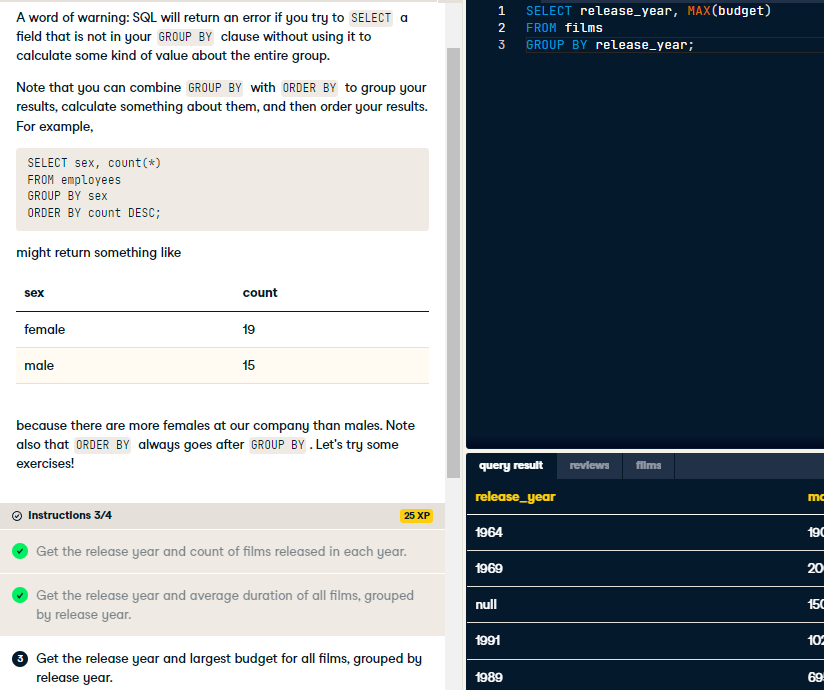 A word of warning: SQL will return an error if you try to SELECT a
field that is not in your GROUP BY clause without using it to
calculate some kind of value about the entire group.
Note that you can combine GROUP BY with ORDER BY to group your
results, calculate something about them, and then order your results.
For example,
SELECT sex, count(*)
FROM employees
GROUP BY sex
ORDER BY count DESC;
might return something like
sex count
female 19
male 15
because there are more females at our company than males. Note
also that ORDER BY always goes after GROUP BY . Let's try some
exercises!
Instructions 3/4 25 XP
Get the release year and count of films released in each year.
Get the release year and average duration of all films, grouped
by release year.
3 Get the release year and largest budget for all films, grouped by
release year.
1 SELECT release_year, MAX(budget)
2 FROM films
3 GROUP BY release_year;
query result reviews films
release_year
1964
1969
null
1991
1989